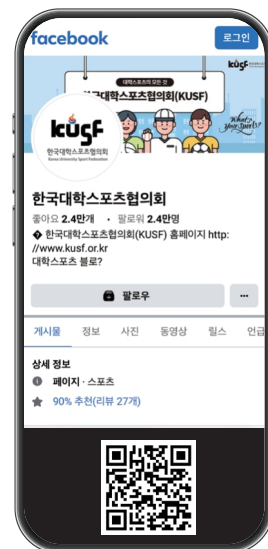 facebook
로그인
대학스포츠의 모든 것
한국대학스포츠협의회(KUSF)
KUSF
What's
Your Sports?
KUSF
한국대학스포츠협의회
Korea University Sport Federation
한국대학스포츠협의회
좋아요 2.4만개 • 팔로워 2.4만명
� 한국대학스포츠협의회(KUSF) 홈페이지 http:
//www.kusf.or.kr
대학스포츠 블로?
팔로우
게시물 정보 사진 동영상 릴스 언급
상세 정보
페이지 · 스포츠
90% 추천(리뷰 27개)